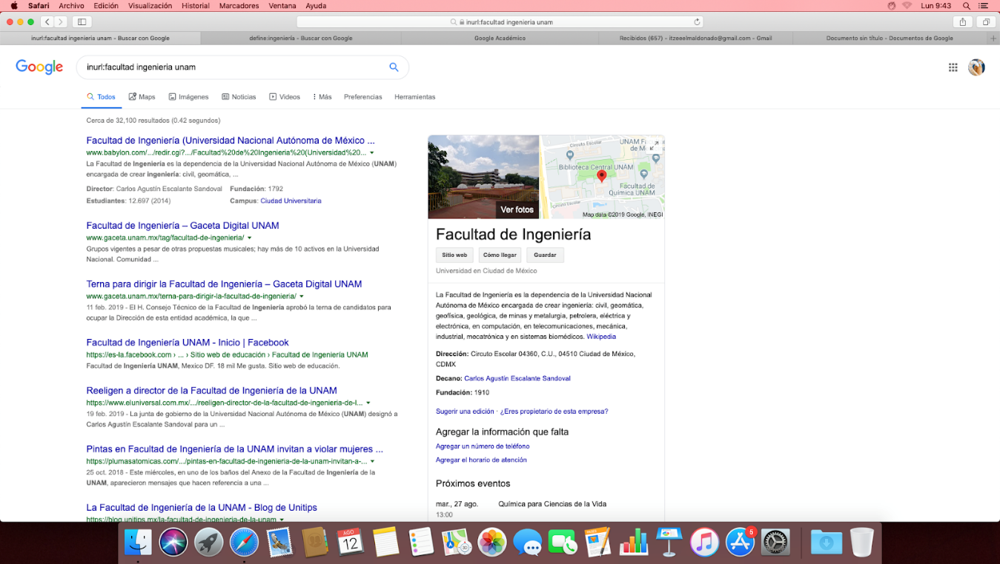 Safari Archivo Edición Visualización Historial Marcadores Ventana Ayuda Lun 9:43
inurl:facultad ingenieria unam
inurl:facultad ingenieria unam - Buscar con Google
define:ingeniería - Buscar con Google
Google Académico
Recibidos (657) - itzeeelmaldonado@gmail.com - Gmail
Documento sin título - Documentos de Google
Google
inurl:facultad ingenieria unam
Todos Maps Imágenes Noticias Videos Más Preferencias Herramientas
Cerca de 32,100 resultados (0.42 segundos)
Facultad de Ingeniería (Universidad Nacional Autónoma de México ...
www.babylon.com/.../redir.cgi?.../Facultad%20de%20Ingenieria%20(Universidad%20...
La Facultad de Ingeniería es la dependencia de la Universidad Nacional Autónoma de México (UNAM)
encargada de crear ingeniería: civil, geomática, ...
Director: Carlos Agustín Escalante Sandoval Fundación: 1792
Estudiantes: 12.697 (2014) Campus: Ciudad Universitaria
Facultad de Ingeniería – Gaceta Digital UNAM
www.gaceta.unam.mx/tag/facultad-de-ingenieria/
Grupos vigentes a pesar de otras propuestas musicales; hay más de 10 activos en la Universidad
Nacional. Comunidad ...
Terna para dirigir la Facultad de Ingeniería – Gaceta Digital UNAM
www.gaceta.unam.mx/terna-para-dirigir-la-facultad-de-ingenieria/
11 feb. 2019 - El H. Consejo Técnico de la Facultad de Ingeniería aprobó la terna de candidatos para
ocupar la Dirección de esta entidad académica, la que ...
Facultad de Ingeniería UNAM - Inicio | Facebook
https://es-la.facebook.com › ... › Sitio web de educación › Facultad de Ingeniería UNAM
Facultad de Ingeniería UNAM, Mexico DF. 18 mil Me gusta. Sitio web de educación.
Reeligen a director de la Facultad de Ingeniería de la UNAM
https://www.eluniversal.com.mx/.../reeligen-director-de-la-facultad-de-ingenieria-de-l...
19 feb. 2019 - La junta de gobierno de la Universidad Nacional Autónoma de México (UNAM) designó a
Carlos Agustín Escalante Sandoval para un ...
Pintas en Facultad de Ingeniería de la UNAM invitan a violar mujeres ...
https://plumasatomicas.com/.../pintas-en-facultad-de-ingenieria-de-la-unam-invitan-a-...
25 oct. 2018 - Este miércoles, en uno de los baños del Anexo de la Facultad de Ingeniería de la
UNAM, aparecieron mensajes que hacen referencia a una ...
La Facultad de Ingeniería de la UNAM - Blog de Unitips
https://blog.unitips.mx/la-facultad-de-ingenieria-de-la-unam
Ver fotos
Circuito Escolar
UNAM Fa
de M
Biblioteca Central UNAM
Facultad de
Química UNAM
Circuito Escolar
Map data ©2019 Google, INEGI
Facultad de Ingeniería
Sitio web Cómo llegar Guardar
Universidad en Ciudad de México
La Facultad de Ingeniería es la dependencia de la Universidad Nacional
Autónoma de México encargada de crear ingeniería: civil, geomática,
geofísica, geológica, de minas y metalurgia, petrolera, eléctrica y
electrónica, en computación, en telecomunicaciones, mecánica,
industrial, mecatrónica y en sistemas biomédicos. Wikipedia
Dirección: Circuto Escolar 04360, C.U., 04510 Ciudad de México,
CDMX
Decano: Carlos Agustín Escalante Sandoval
Fundación: 1910
Sugerir una edición · ¿Eres propietario de esta empresa?
Agregar la información que falta
Agregar un número de teléfono
Agregar el horario de atención
Próximos eventos
mar., 27 ago. Química para Ciencias de la Vida
13:00
AGO
12
5